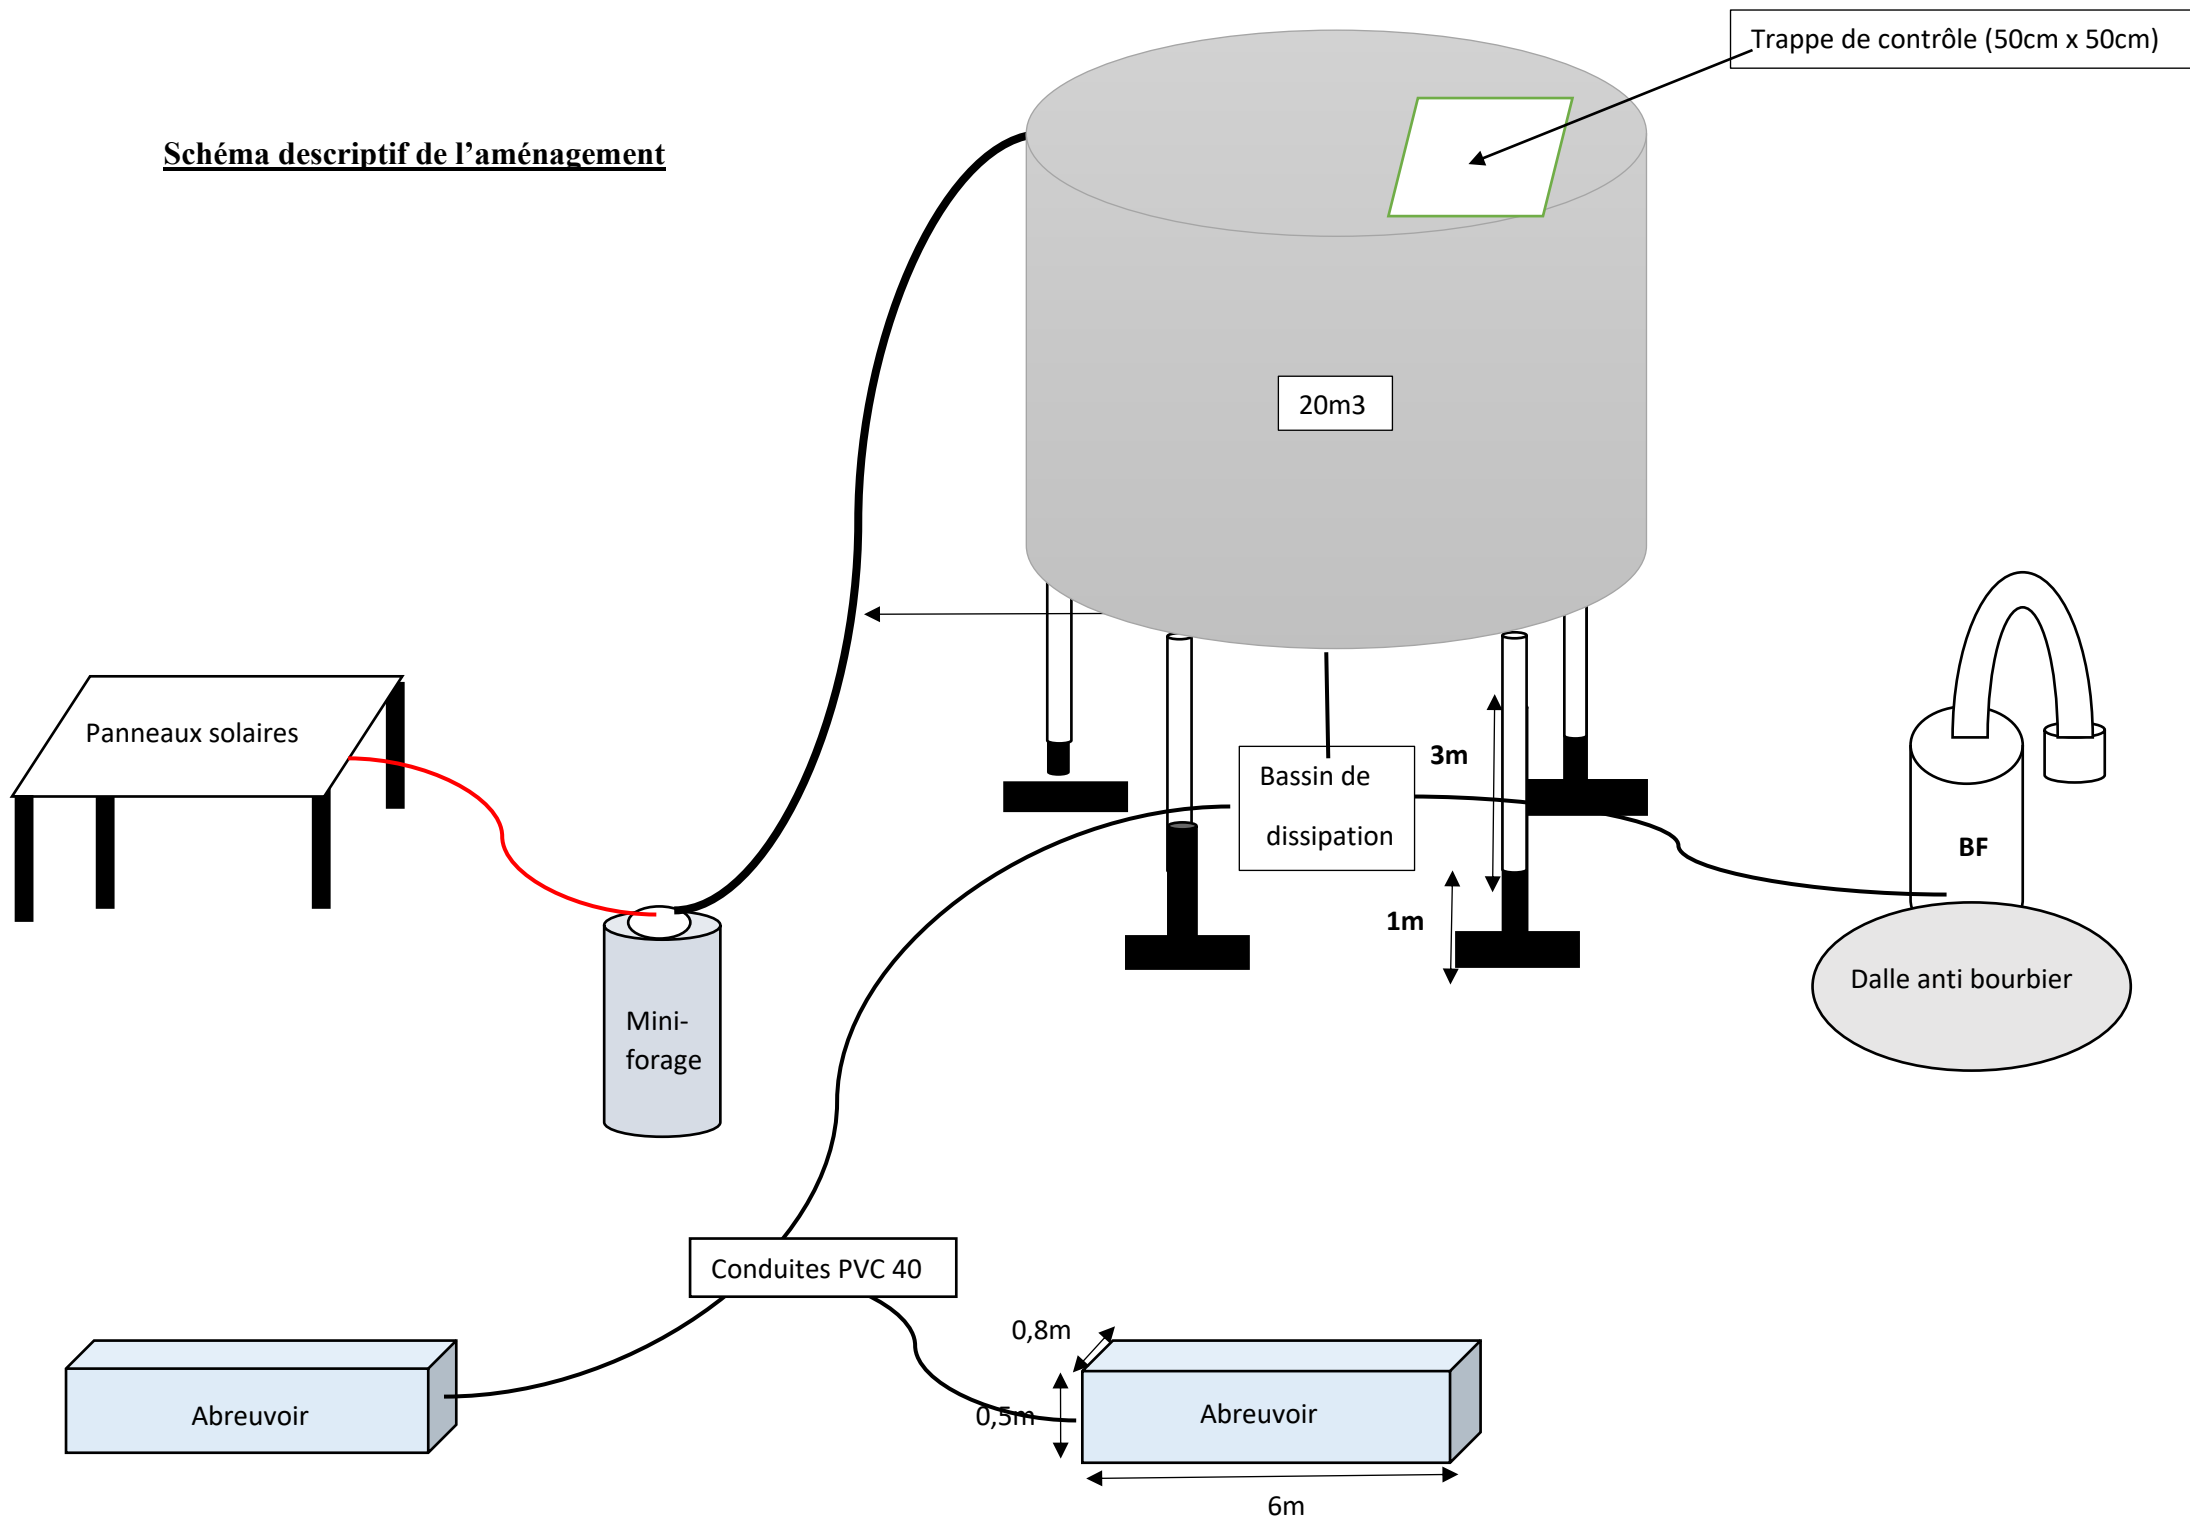 Trappe de contrôle (50cm x 50cm)
Schéma descriptif de l’aménagement
20m3
Panneaux solaires
Bassin de
dissipation
3m
1m
BF
Dalle anti bourbier
Mini-
forage
Conduites PVC 40
Abreuvoir
0,8m
0,5m
Abreuvoir
6m